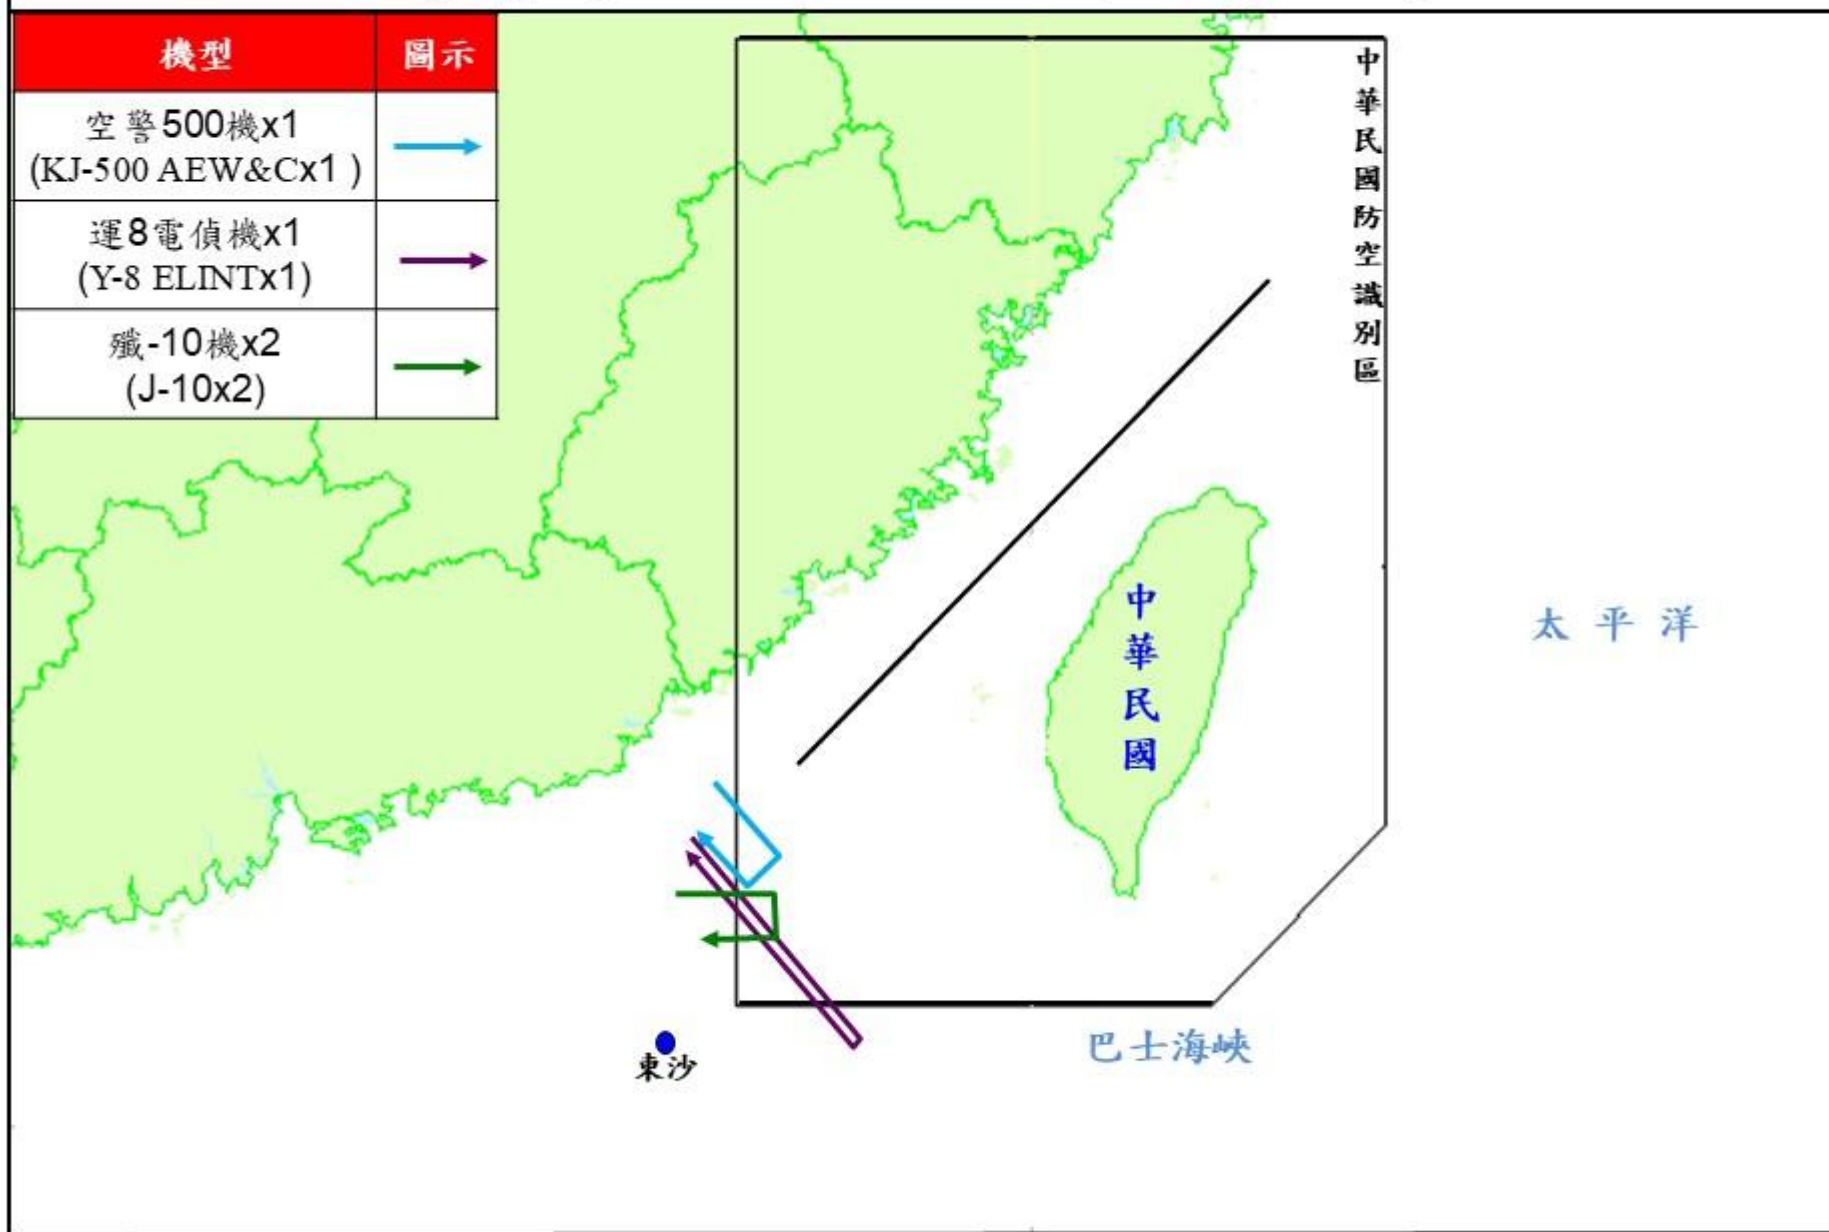 機型
圖示
空警500機x1
(KJ-500 AEW&Cx1 )
運8電偵機x1
(Y-8 ELINTx1)
殲-10機x2
(J-10x2)
中華民國防空識別區
中華民國
太平洋
巴士海峽
東沙